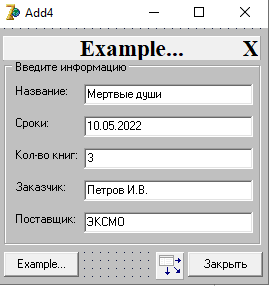 Add4
Example... X
Введите информацию
Название: Мертвые души
Сроки: 10.05.2022
Кол-во книг: 3
Заказчик: Петров И.В.
Поставщик: ЭКСМО
Example... Закрыть